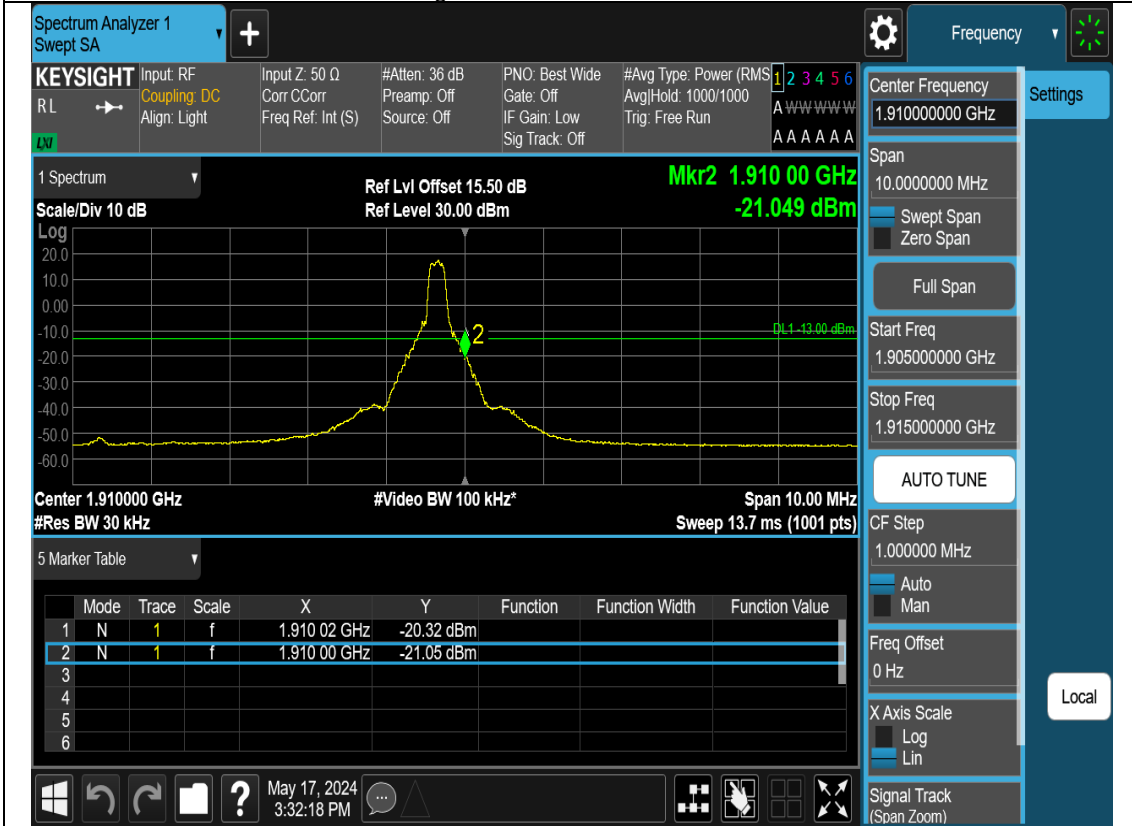 Spectrum Analyzer 1
Swept SA
Frequency
KEYSIGHT
RL
LXI
Input: RF
Coupling: DC
Align: Light
Input Z: 50 Ω
Corr CCorr
Freq Ref: Int (S)
#Atten: 36 dB
Preamp: Off
Source: Off
PNO: Best Wide
Gate: Off
IF Gain: Low
Sig Track: Off
#Avg Type: Power (RMS
Avg|Hold: 1000/1000
Trig: Free Run
1 2 3 4 5 6
A W W W W W
A A A A A A
Center Frequency
1.910000000 GHz
Settings
Span
10.0000000 MHz
Swept Span
Zero Span
Full Span
Start Freq
1.905000000 GHz
Stop Freq
1.915000000 GHz
AUTO TUNE
CF Step
1.000000 MHz
Auto
Man
Freq Offset
0 Hz
X Axis Scale
Log
Lin
Signal Track
(Span Zoom)
Local
1 Spectrum
Scale/Div 10 dB
Ref Lvl Offset 15.50 dB
Ref Level 30.00 dBm
Mkr2 1.910 00 GHz
-21.049 dBm
Log
20.0
10.0
0.00
-10.0
-20.0
-30.0
-40.0
-50.0
-60.0
2
DL1 -13.00 dBm
Center 1.910000 GHz
#Video BW 100 kHz*
Span 10.00 MHz
#Res BW 30 kHz
Sweep 13.7 ms (1001 pts)
5 Marker Table
Mode Trace Scale X Y Function Function Width Function Value
1 N 1 f 1.910 02 GHz -20.32 dBm
2 N 1 f 1.910 00 GHz -21.05 dBm
3
4
5
6
?
May 17, 2024
3:32:18 PM